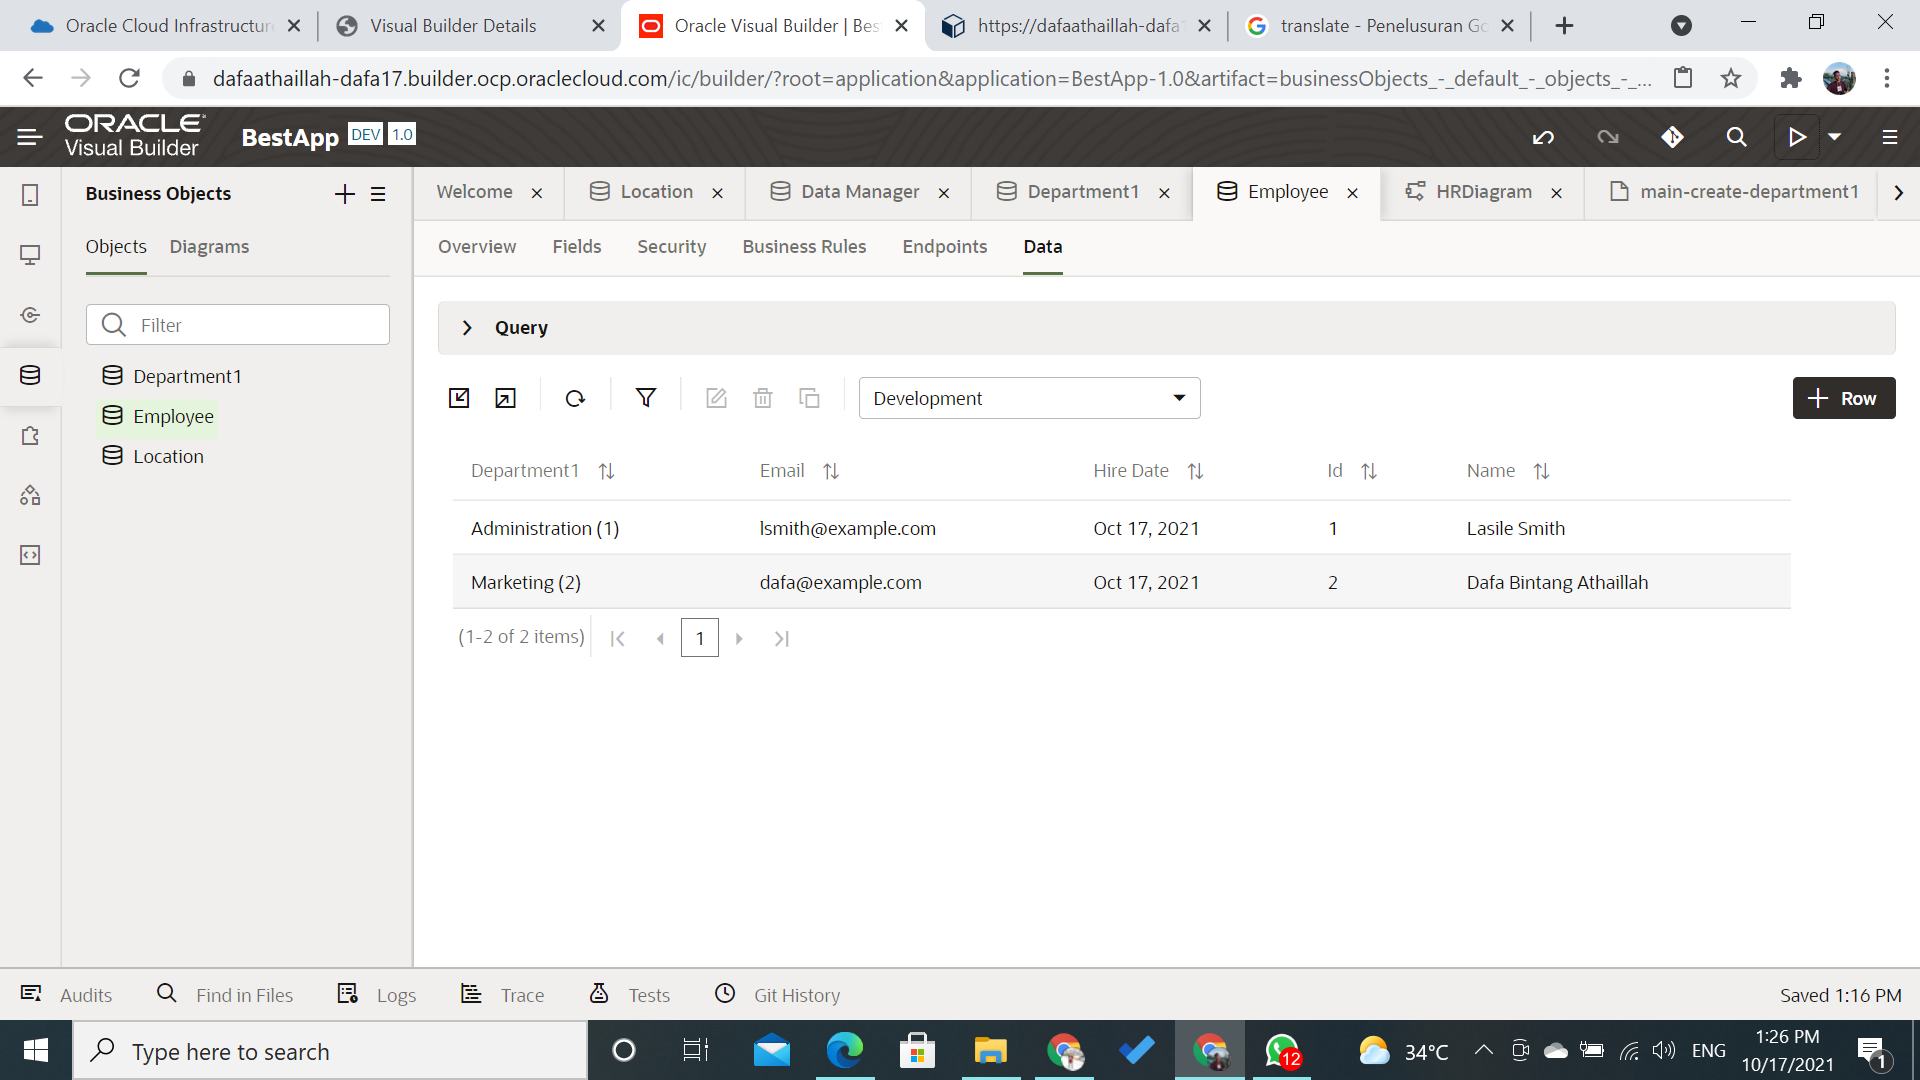 Oracle Cloud Infrastructure
Visual Builder Details
Oracle Visual Builder | Bes
https://dafaathaillah-dafa1
translate - Penelusuran Go
dafaathaillah-dafa17.builder.ocp.oraclecloud.com/ic/builder/?root=application&application=BestApp-1.0&artifact=businessObjects_-_default_-_objects_-_...
ORACLE
Visual Builder
BestApp DEV 1.0
Business Objects
Objects Diagrams
Filter
Department1
Employee
Location
Welcome Location Data Manager Department1 Employee HRDiagram main-create-department1
Overview Fields Security Business Rules Endpoints Data
Query
Development
Row
Department1 Email Hire Date Id Name
Administration (1) lsmith@example.com Oct 17, 2021 1 Lasile Smith
Marketing (2) dafa@example.com Oct 17, 2021 2 Dafa Bintang Athaillah
(1-2 of 2 items) 1
Audits Find in Files Logs Trace Tests Git History Saved 1:16 PM
Type here to search
12
34°C
ENG
1:26 PM
10/17/2021
1